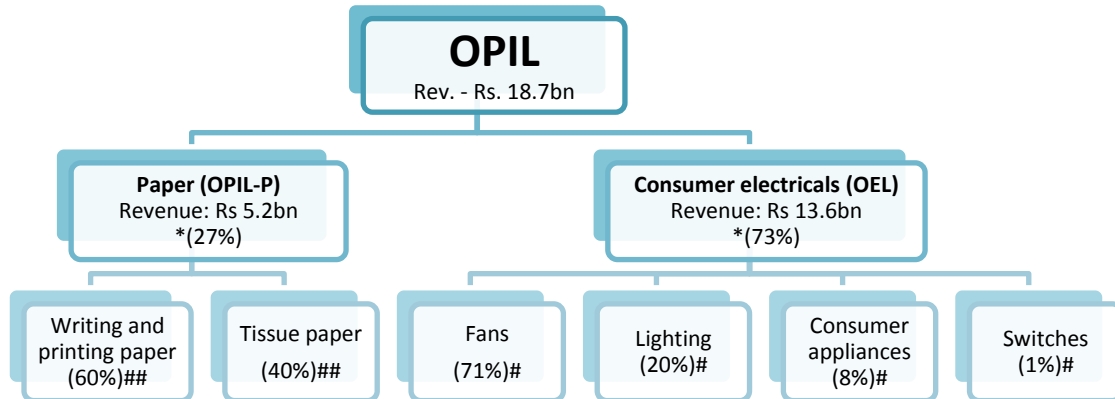 OPIL
Rev. - Rs. 18.7bn
Paper (OPIL-P)
Revenue: Rs 5.2bn
*(27%)
Consumer electricals (OEL)
Revenue: Rs 13.6bn
*(73%)
Writing and
printing paper
(60%)##
Tissue paper
(40%)##
Fans
(71%)#
Lighting
(20%)#
Consumer
appliances
(8%)#
Switches
(1%)#